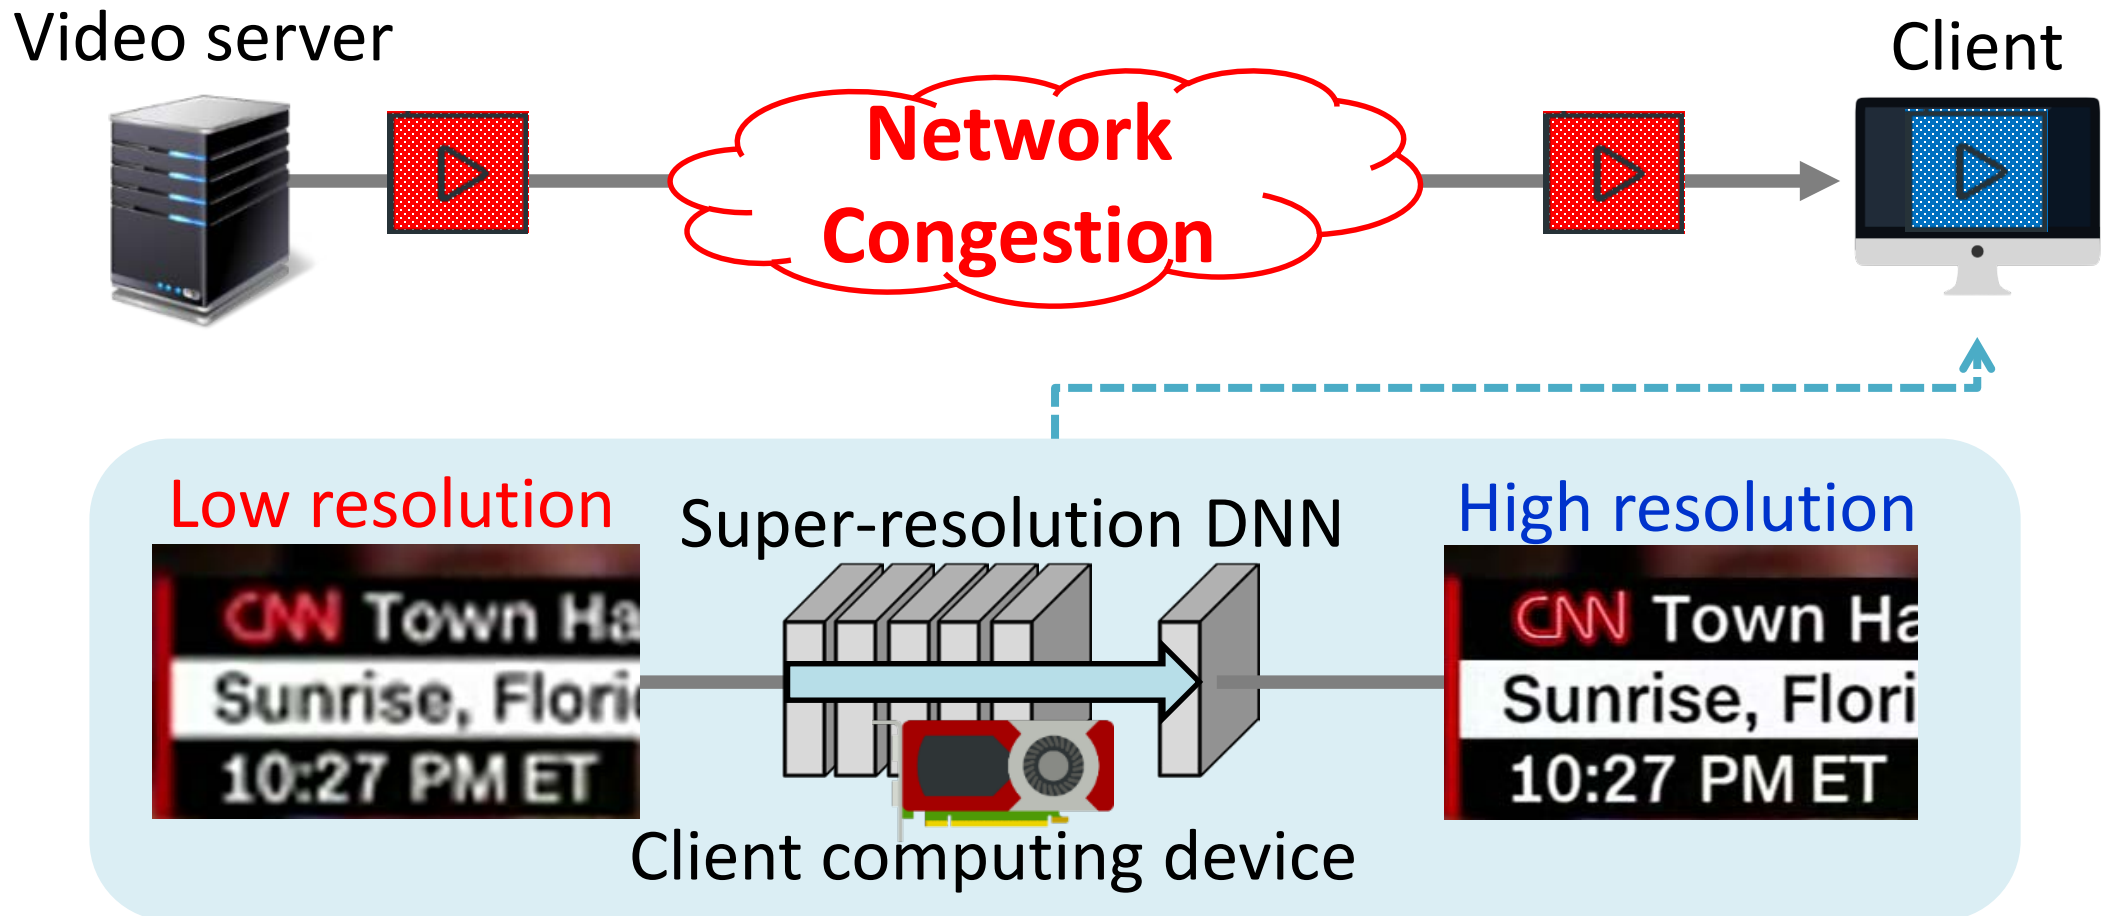 Video server
Client
Network
Congestion
Low resolution
Super-resolution DNN
High resolution
CNN Town Ha
Sunrise, Flori
10:27 PM ET
CNN Town Ha
Sunrise, Flori
10:27 PM ET
Client computing device